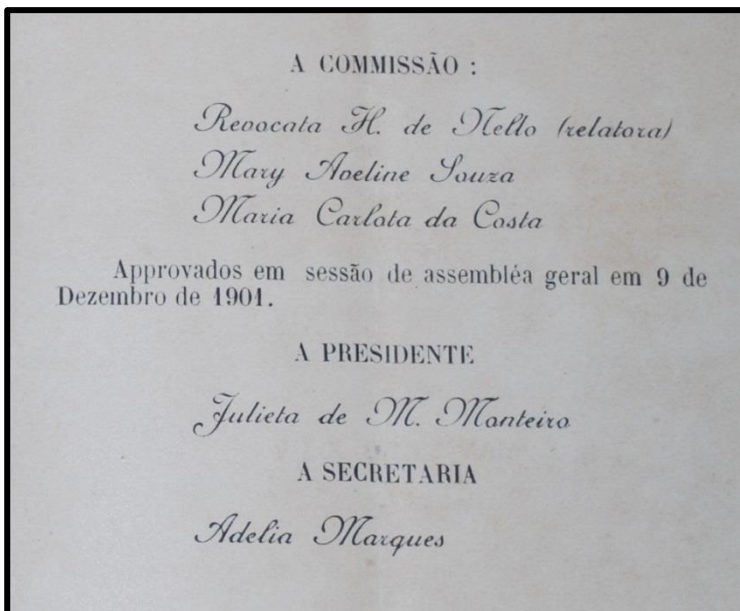 A COMMISSÃO :
Revocata H. de Mello (relatora)
Mary Aveline Souza
Maria Carlota da Costa
Approvados em sessão de assembléa geral em 9 de
Dezembro de 1901.
A PRESIDENTE
Julieta de M. Monteiro
A SECRETARIA
Adelia Marques